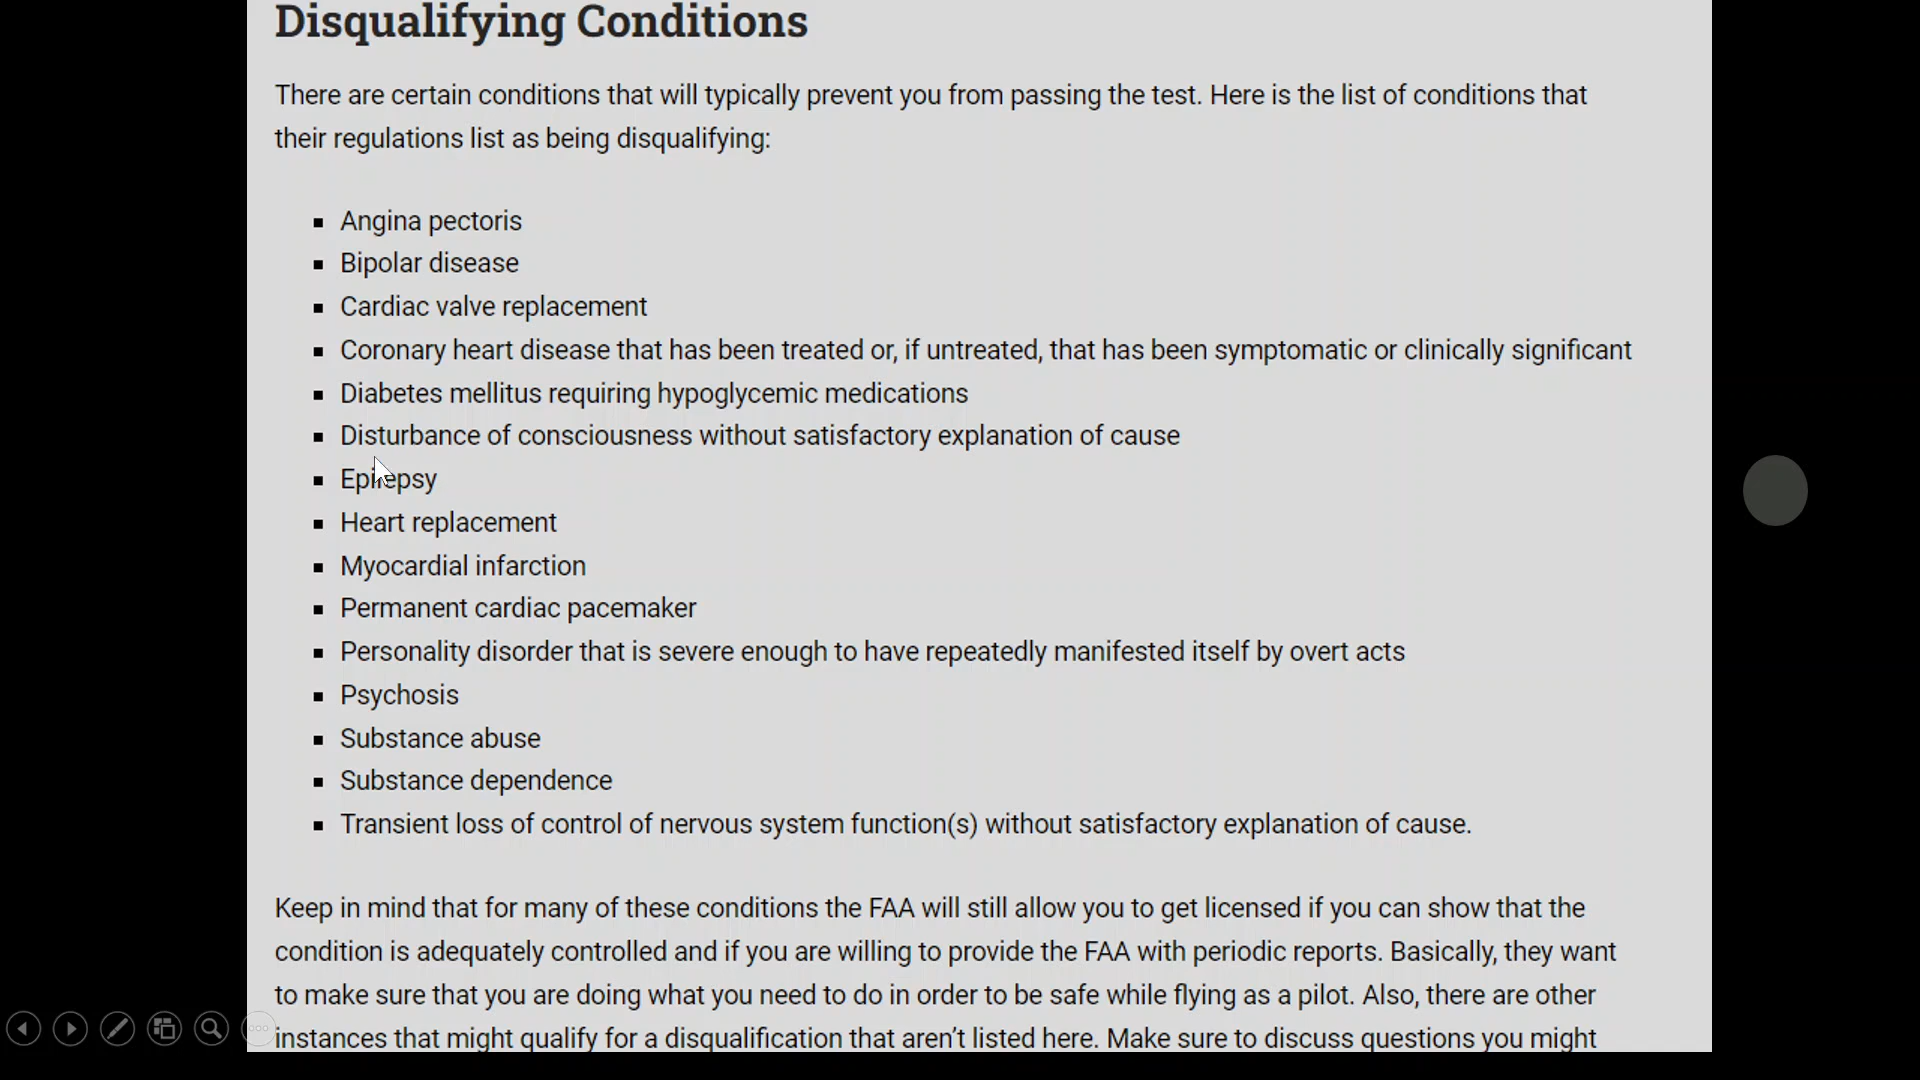 Disqualifying Conditions
There are certain conditions that will typically prevent you from passing the test. Here is the list of conditions that
their regulations list as being disqualifying:
Angina pectoris
Bipolar disease
Cardiac valve replacement
Coronary heart disease that has been treated or, if untreated, that has been symptomatic or clinically significant
Diabetes mellitus requiring hypoglycemic medications
Disturbance of consciousness without satisfactory explanation of cause
Epilepsy
Heart replacement
Myocardial infarction
Permanent cardiac pacemaker
Personality disorder that is severe enough to have repeatedly manifested itself by overt acts
Psychosis
Substance abuse
Substance dependence
Transient loss of control of nervous system function(s) without satisfactory explanation of cause.
Keep in mind that for many of these conditions the FAA will still allow you to get licensed if you can show that the
condition is adequately controlled and if you are willing to provide the FAA with periodic reports. Basically, they want
to make sure that you are doing what you need to do in order to be safe while flying as a pilot. Also, there are other
instances that might qualify for a disqualification that aren’t listed here. Make sure to discuss questions you might